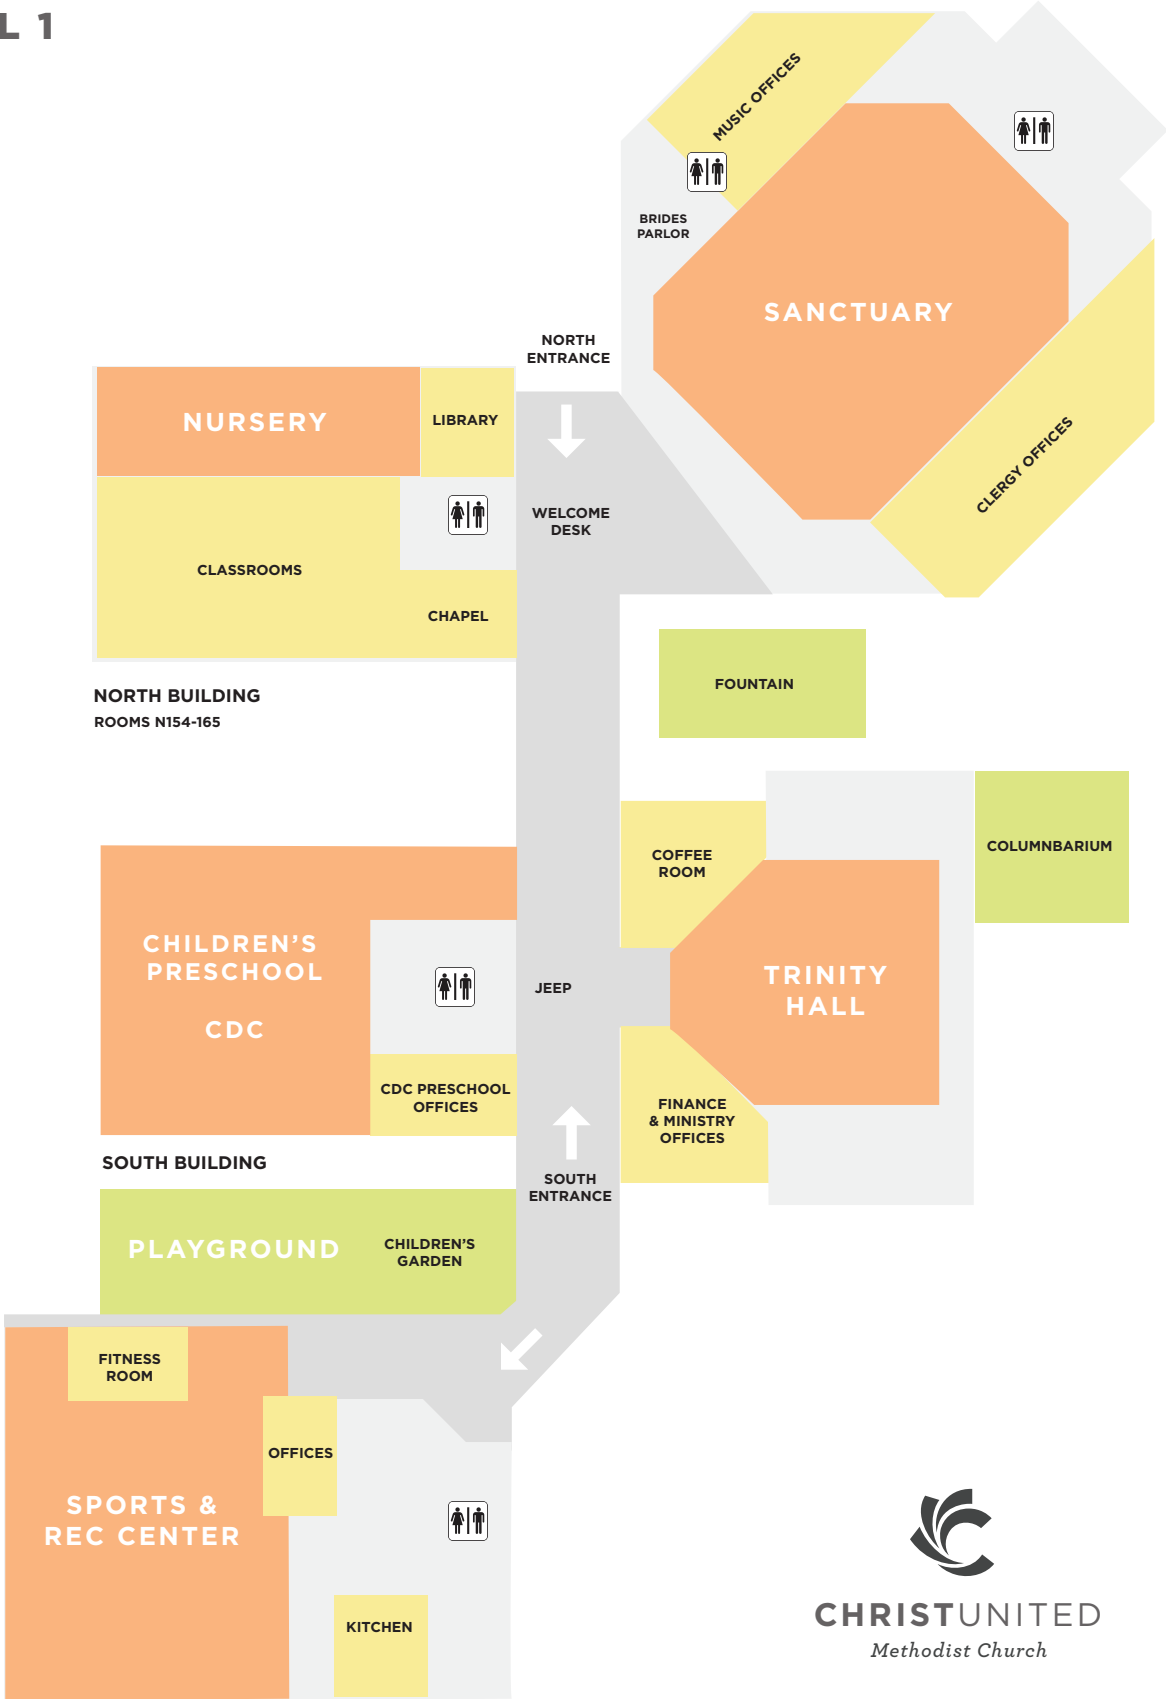 L 1
MUSIC OFFICES
BRIDES
PARLOR
SANCTUARY
CLERGY OFFICES
NORTH
ENTRANCE
NURSERY
LIBRARY
WELCOME
DESK
CLASSROOMS
CHAPEL
NORTH BUILDING
ROOMS N154-165
FOUNTAIN
COFFEE
ROOM
COLUMNBARIUM
CHILDREN'S
PRESCHOOL
CDC
JEEP
TRINITY
HALL
CDC PRESCHOOL
OFFICES
FINANCE
& MINISTRY
OFFICES
SOUTH BUILDING
SOUTH
ENTRANCE
PLAYGROUND
CHILDREN'S
GARDEN
FITNESS
ROOM
OFFICES
SPORTS &
REC CENTER
KITCHEN
CHRISTUNITED
Methodist Church